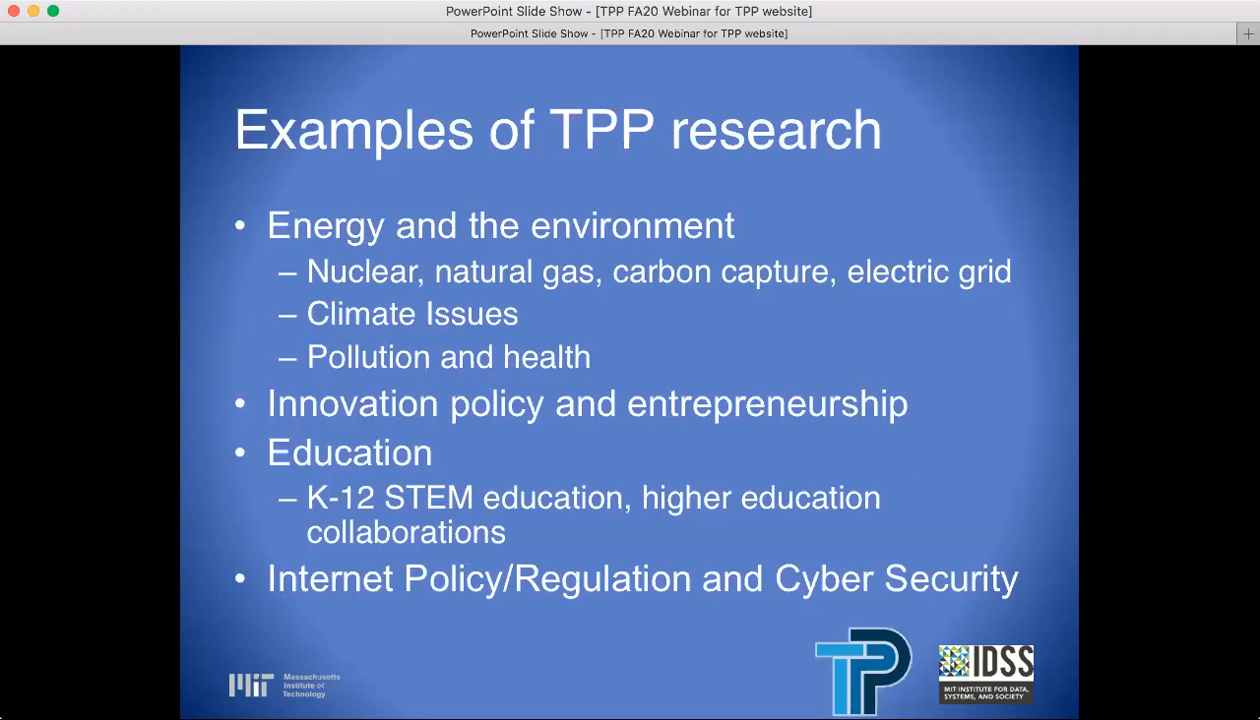 PowerPoint Slide Show - [TPP FA20 Webinar for TPP website]
PowerPoint Slide Show - [TPP FA20 Webinar for TPP website]
Examples of TPP research
• Energy and the environment
– Nuclear, natural gas, carbon capture, electric grid
– Climate Issues
– Pollution and health
• Innovation policy and entrepreneurship
• Education
– K-12 STEM education, higher education
collaborations
• Internet Policy/Regulation and Cyber Security
MIT Massachusetts
Institute of
Technology
TPP
IDSS
MIT INSTITUTE FOR DATA,
SYSTEMS, AND SOCIETY